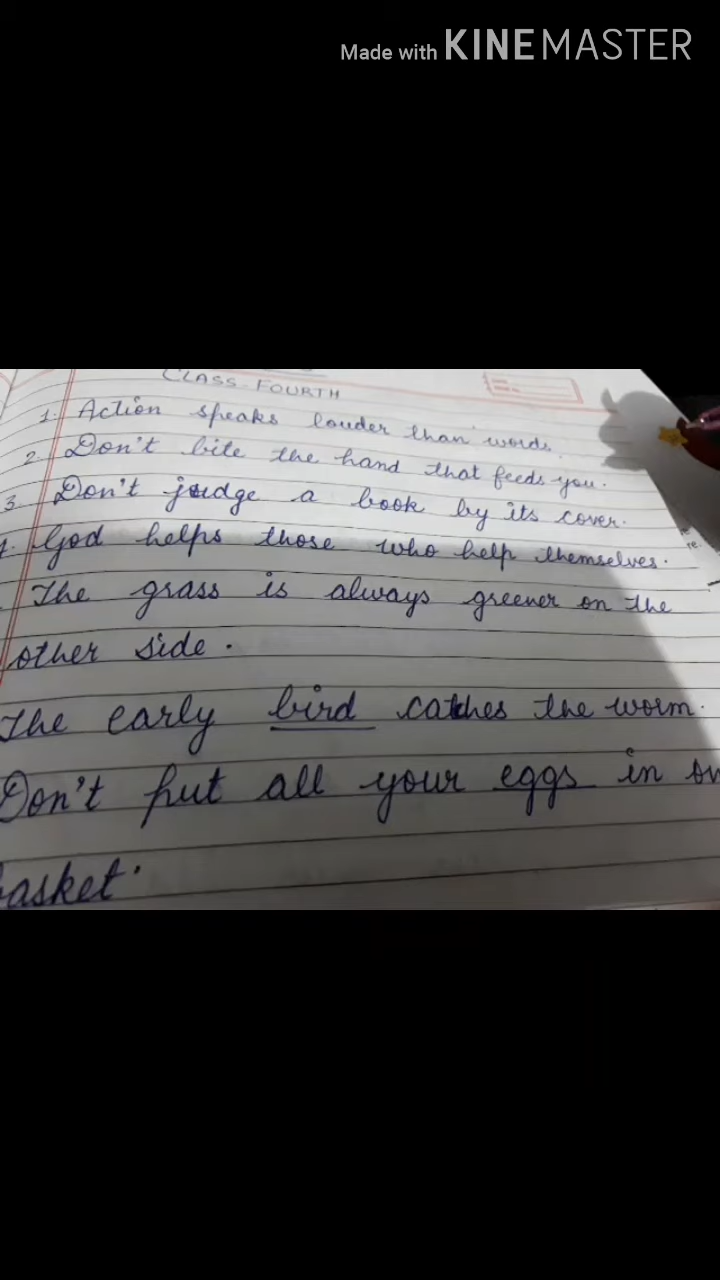 Made with KINEMASTER
CLASS-FOURTH
1. Action speaks louder than words.
2. Don't bite the hand that feeds you.
3. Don't judge a book by its cover.
God helps those who help themselves.
The grass is always greener on the
other side.
The early bird catches the worm.
Don't put all your eggs in
basket.